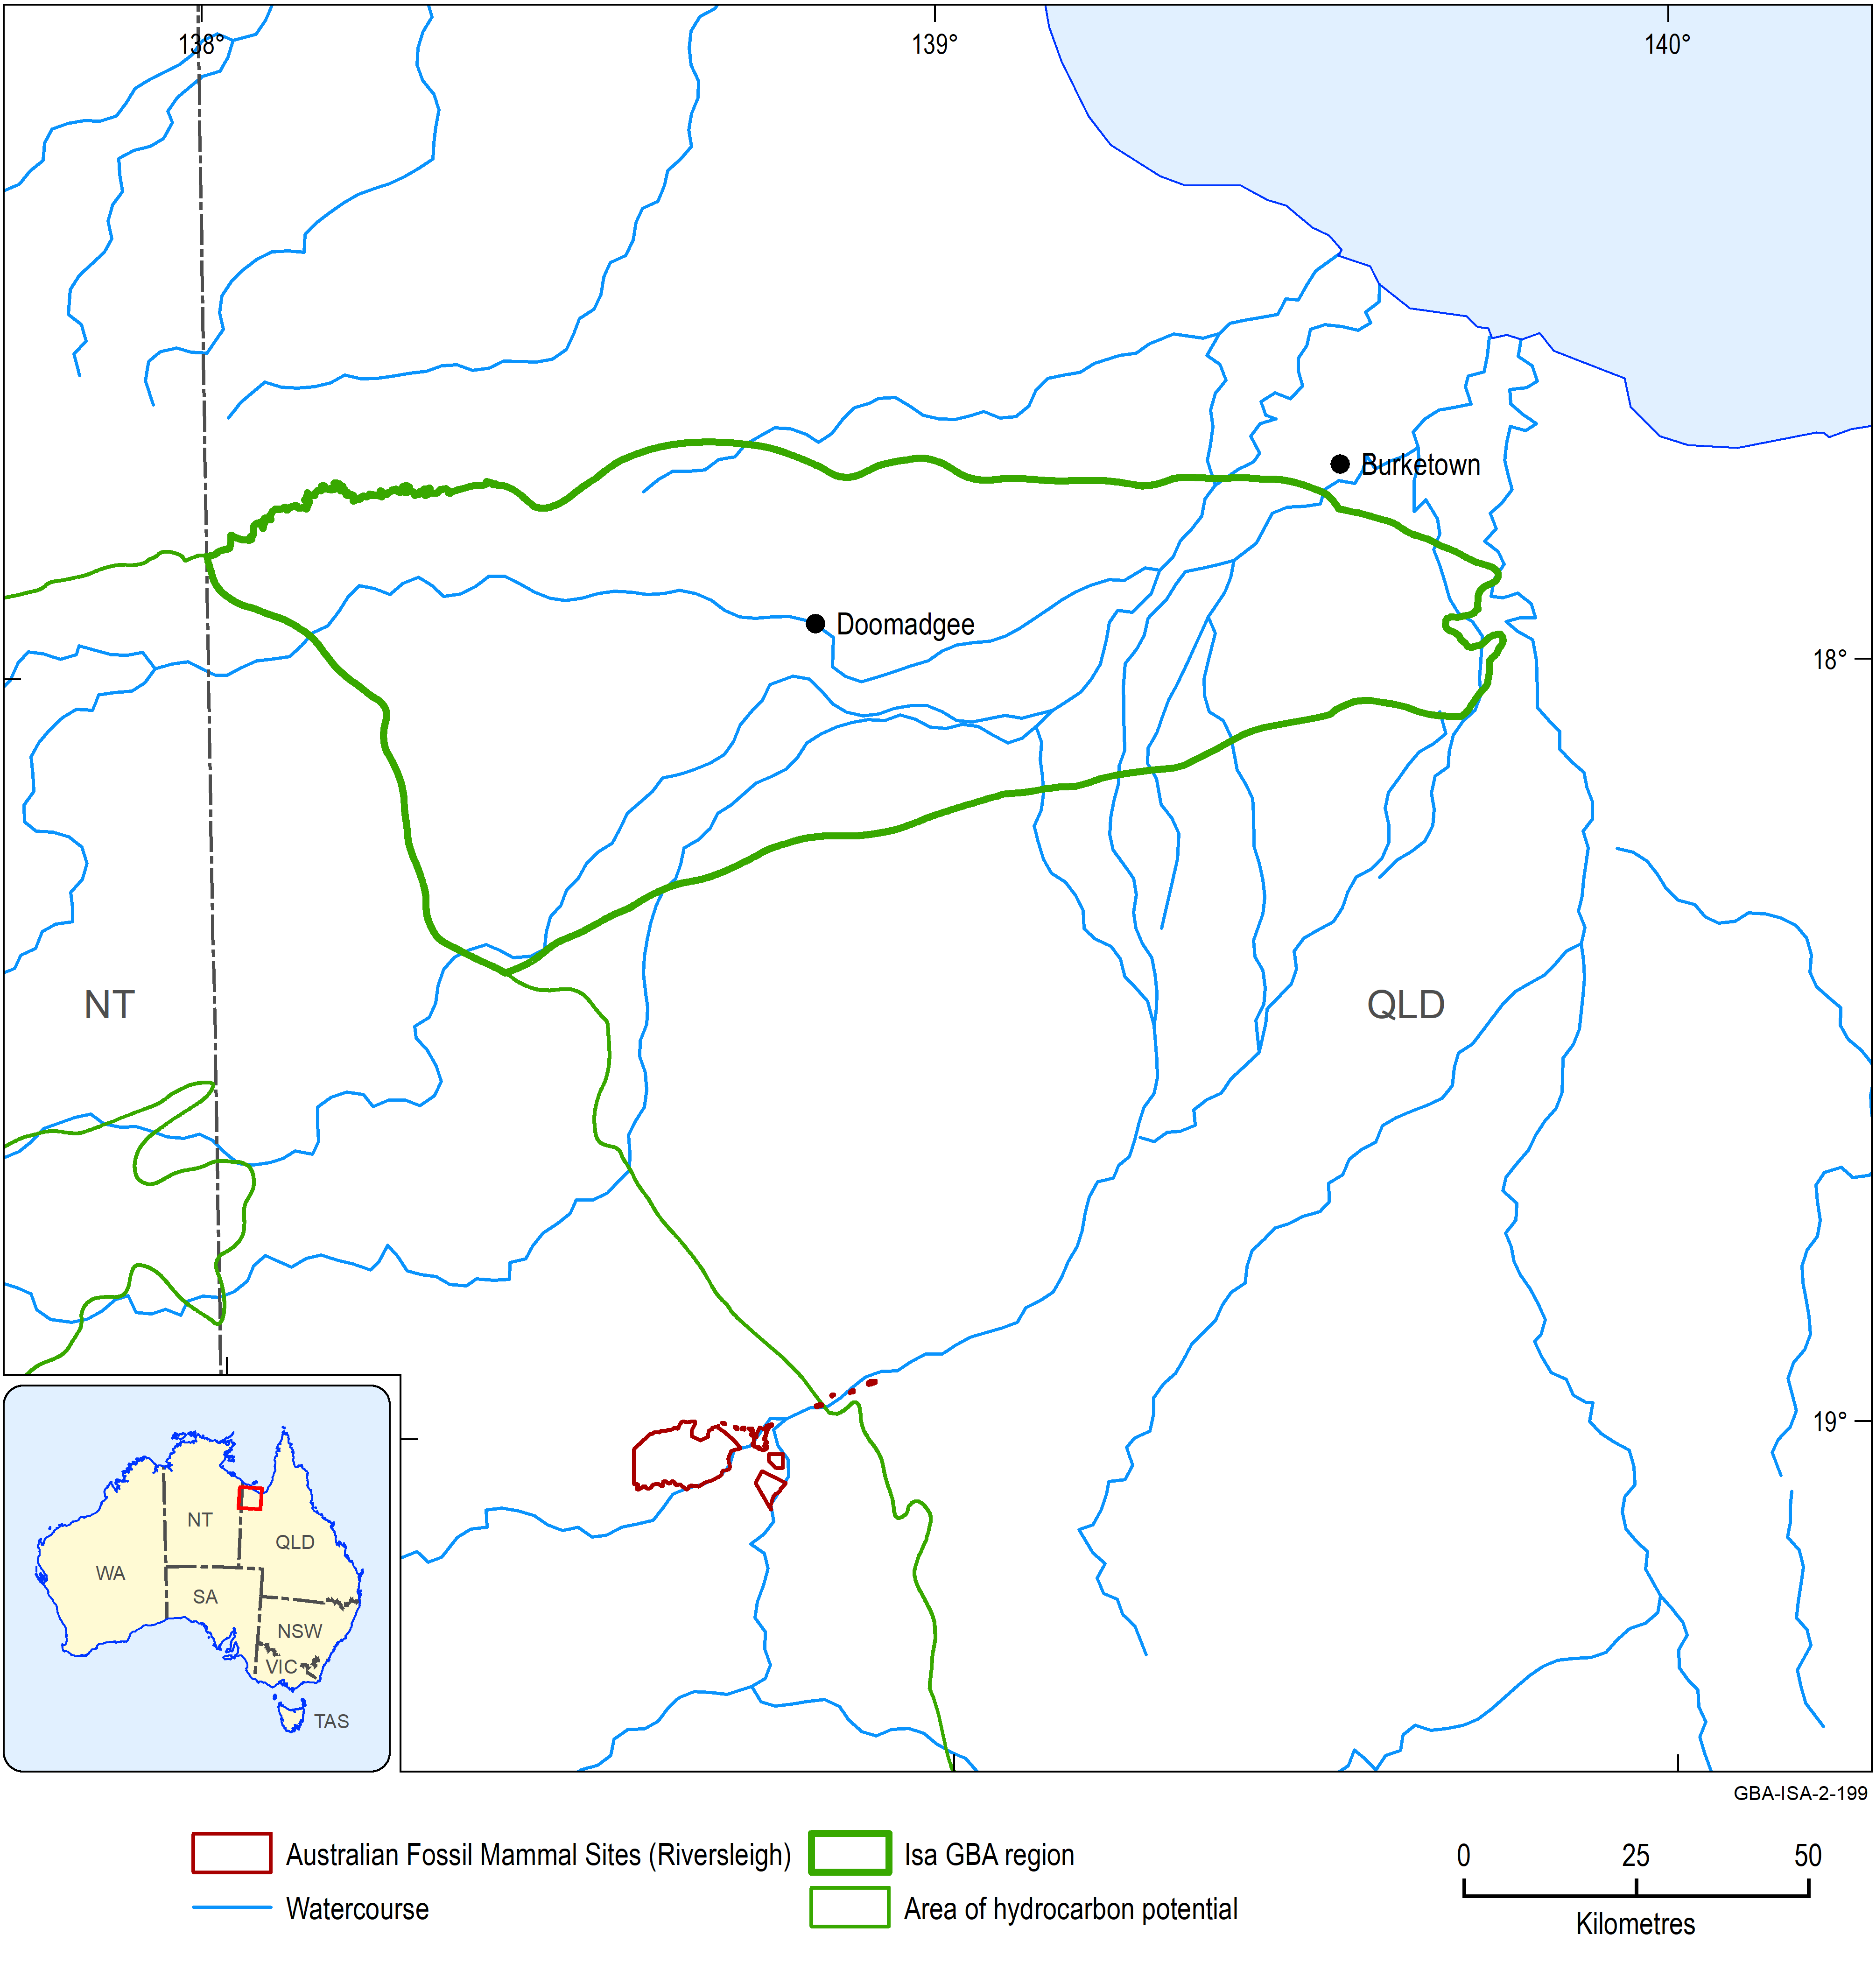 138°
139°
140°
Burketown
Doomadgee
18°
NT
QLD
19°
NT
QLD
WA
SA
NSW
VIC
TAS
GBA-ISA-2-199
Australian Fossil Mammal Sites (Riversleigh)
Isa GBA region
Watercourse
Area of hydrocarbon potential
0 25 50
Kilometres